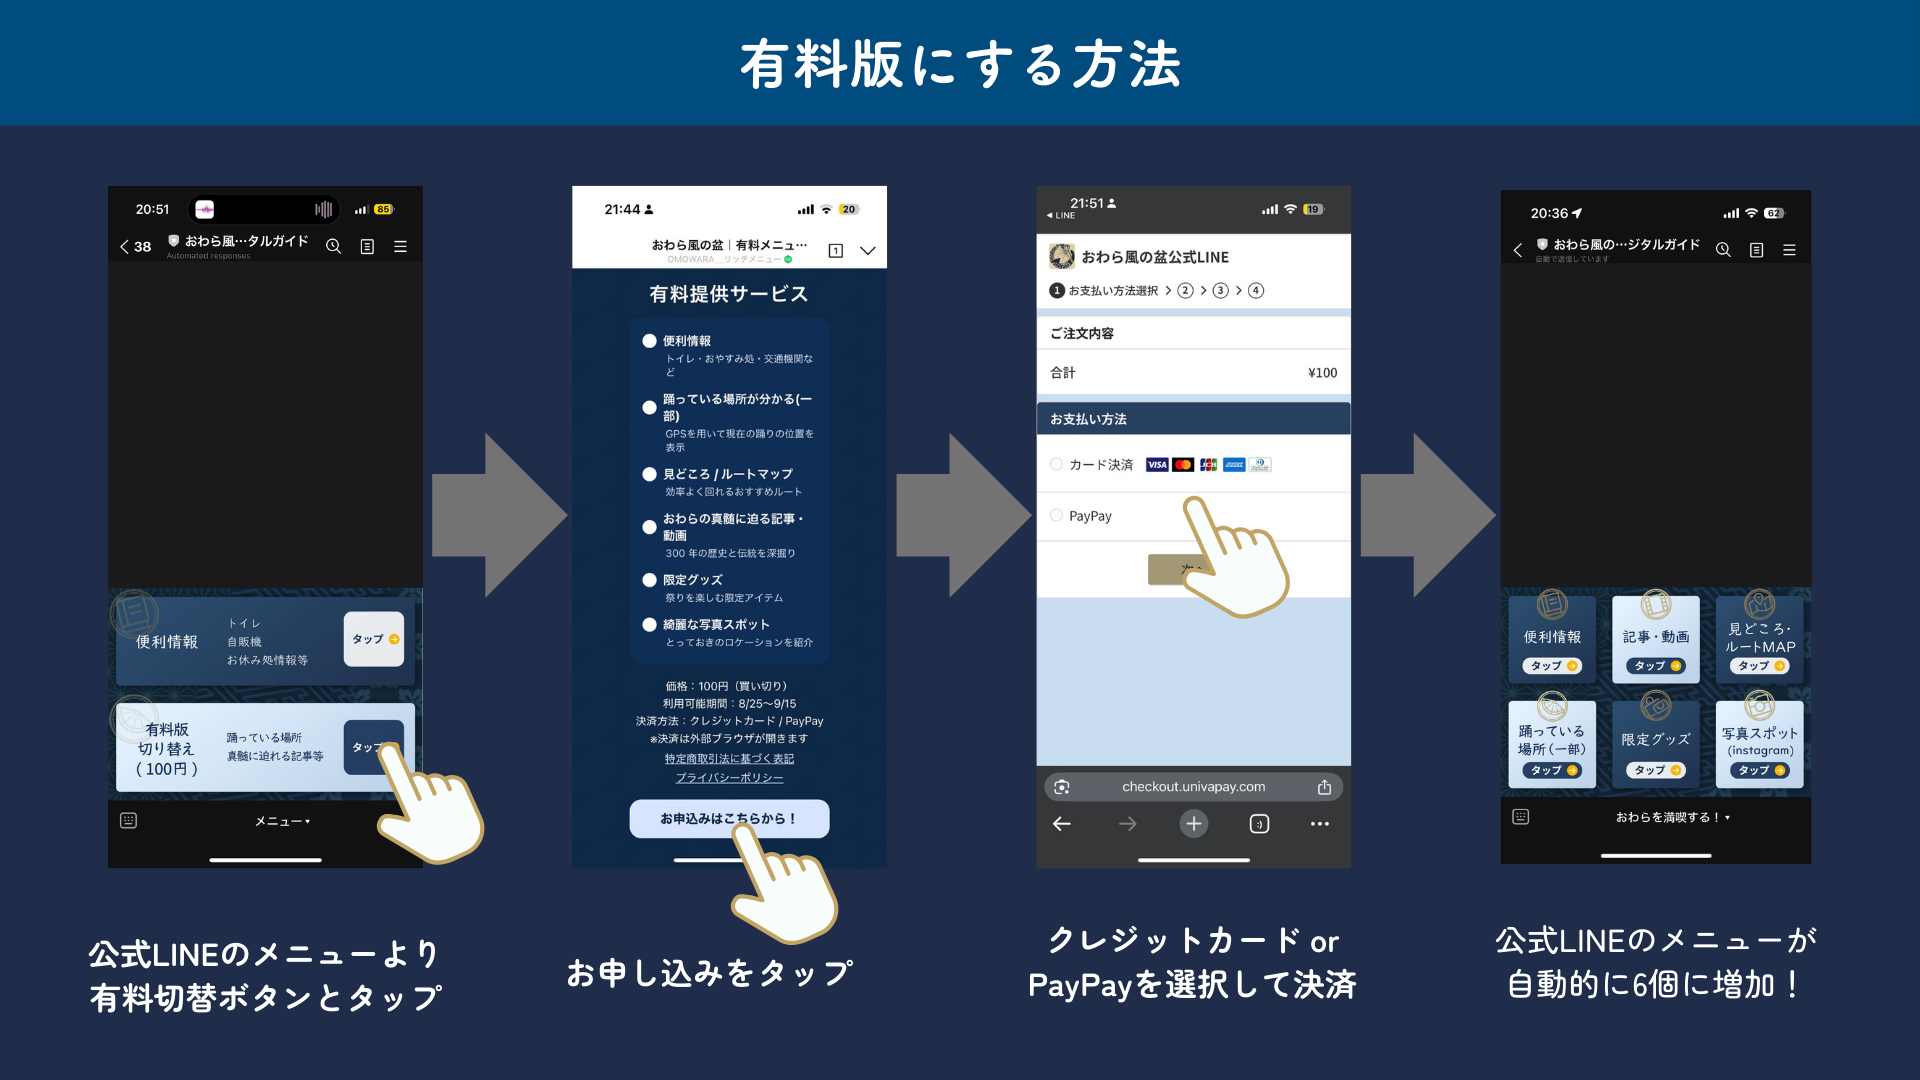 有料版にする方法
20:51
85
38
おわら風…タルガイド
Automated responses
便利情報
トイレ
自販機
お休み処情報等
タップ
有料版
切り替え
(100円)
踊っている場所
真髄に迫れる記事等
タップ
メニュー▾
公式LINEのメニューより
有料切替ボタンとタップ
21:44
20
おわら風の盆｜有料メニュ…
OMOWARA__リッチメニュー
1
有料提供サービス
便利情報
トイレ・おやすみ処・交通機関な
ど
踊っている場所が分かる(一
部)
GPSを用いて現在の踊りの位置を
表示
見どころ / ルートマップ
効率よく回れるおすすめルート
おわらの真髄に迫る記事・
動画
300 年の歴史と伝統を深掘り
限定グッズ
祭りを楽しむ限定アイテム
綺麗な写真スポット
とっておきのロケーションを紹介
価格：100円（買い切り）
利用可能期間：8/25〜9/15
決済方法：クレジットカード / PayPay
※決済は外部ブラウザが開きます
特定商取引法に基づく表記
プライバシーポリシー
お申込みはこちらから！
お申し込みをタップ
21:51
19
◀ LINE
おわら風の盆公式LINE
1 お支払い方法選択 > 2 > 3 > 4
ご注文内容
合計 ¥100
お支払い方法
カード決済 VISA JCB
PayPay
checkout.univapay.com
:)
クレジットカード or
PayPayを選択して決済
20:36
62
おわら風の…ジタルガイド
自動で返信しています
便利情報
タップ
記事・動画
タップ
見どころ・
ルートMAP
タップ
踊っている
場所（一部）
タップ
限定グッズ
タップ
写真スポット
(instagram)
タップ
おわらを満喫する！▾
公式LINEのメニューが
自動的に6個に増加！